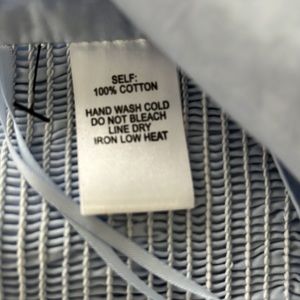 SELF:
100% COTTON
HAND WASH COLD
DO NOT BLEACH
LINE DRY
IRON LOW HEAT